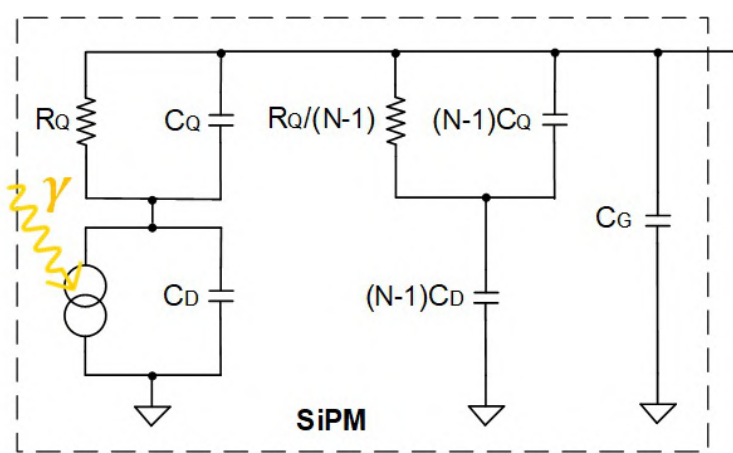 γ
RQ
CQ
RQ/(N-1)
(N-1)CQ
CG
CD
(N-1)CD
SiPM